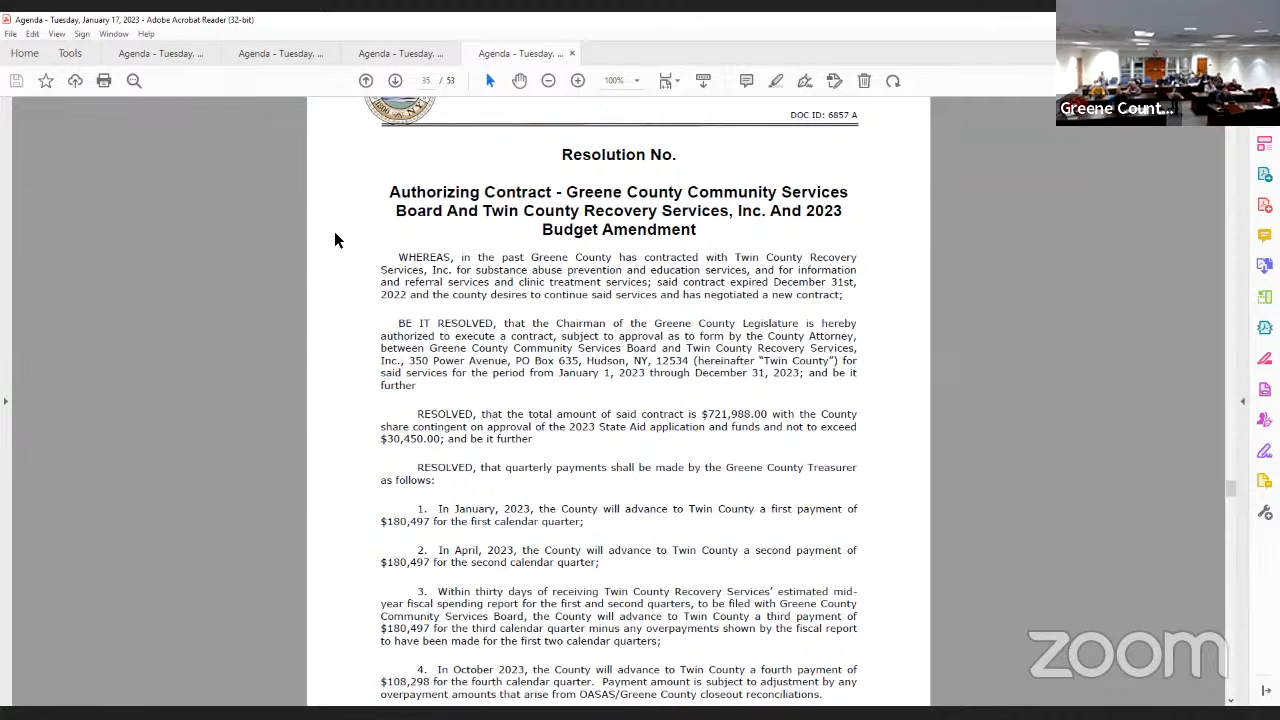 Agenda - Tuesday, January 17, 2023 - Adobe Acrobat Reader (32-bit)
File Edit View Sign Window Help
Home Tools Agenda - Tuesday, ... Agenda - Tuesday, ... Agenda - Tuesday, ... Agenda - Tuesday, ... ×
35 / 53 100%
Greene Count...
DOC ID: 6857 A
Resolution No.
Authorizing Contract - Greene County Community Services
Board And Twin County Recovery Services, Inc. And 2023
Budget Amendment
WHEREAS, in the past Greene County has contracted with Twin County Recovery
Services, Inc. for substance abuse prevention and education services, and for information
and referral services and clinic treatment services; said contract expired December 31st,
2022 and the county desires to continue said services and has negotiated a new contract;
BE IT RESOLVED, that the Chairman of the Greene County Legislature is hereby
authorized to execute a contract, subject to approval as to form by the County Attorney,
between Greene County Community Services Board and Twin County Recovery Services,
Inc., 350 Power Avenue, PO Box 635, Hudson, NY, 12534 (hereinafter “Twin County”) for
said services for the period from January 1, 2023 through December 31, 2023; and be it
further
RESOLVED, that the total amount of said contract is $721,988.00 with the County
share contingent on approval of the 2023 State Aid application and funds and not to exceed
$30,450.00; and be it further
RESOLVED, that quarterly payments shall be made by the Greene County Treasurer
as follows:
1. In January, 2023, the County will advance to Twin County a first payment of
$180,497 for the first calendar quarter;
2. In April, 2023, the County will advance to Twin County a second payment of
$180,497 for the second calendar quarter;
3. Within thirty days of receiving Twin County Recovery Services’ estimated mid-
year fiscal spending report for the first and second quarters, to be filed with Greene County
Community Services Board, the County will advance to Twin County a third payment of
$180,497 for the third calendar quarter minus any overpayments shown by the fiscal report
to have been made for the first two calendar quarters;
4. In October 2023, the County will advance to Twin County a fourth payment of
$108,298 for the fourth calendar quarter. Payment amount is subject to adjustment by any
overpayment amounts that arise from OASAS/Greene County closeout reconciliations.
zoom